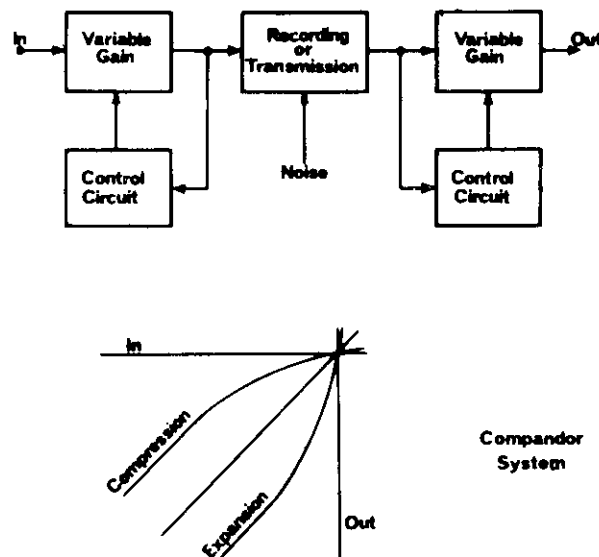 In
Variable
Gain
Recording
or
Transmission
Variable
Gain
Out
Control
Circuit
Noise
Control
Circuit
In
Compression
Expansion
Out
Compandor
System